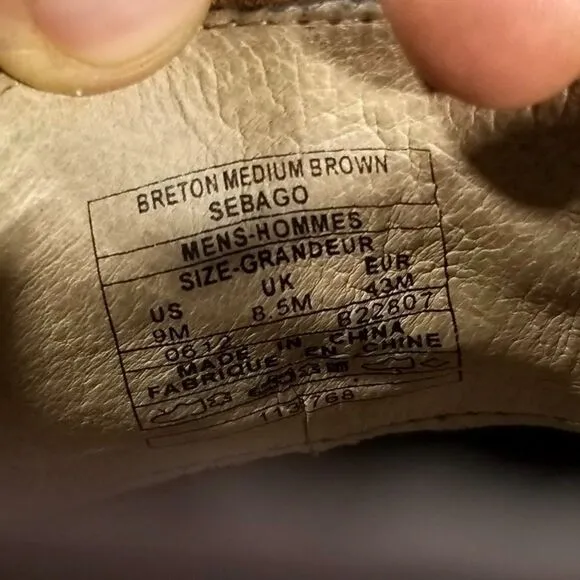 BRETON MEDIUM BROWN
SEBAGO
MENS-HOMMES
SIZE-GRANDEUR
US UK EUR
9M 8.5M 43M
0612 B22807
MADE IN CHINA
FABRIQUE EN CHINE
113768